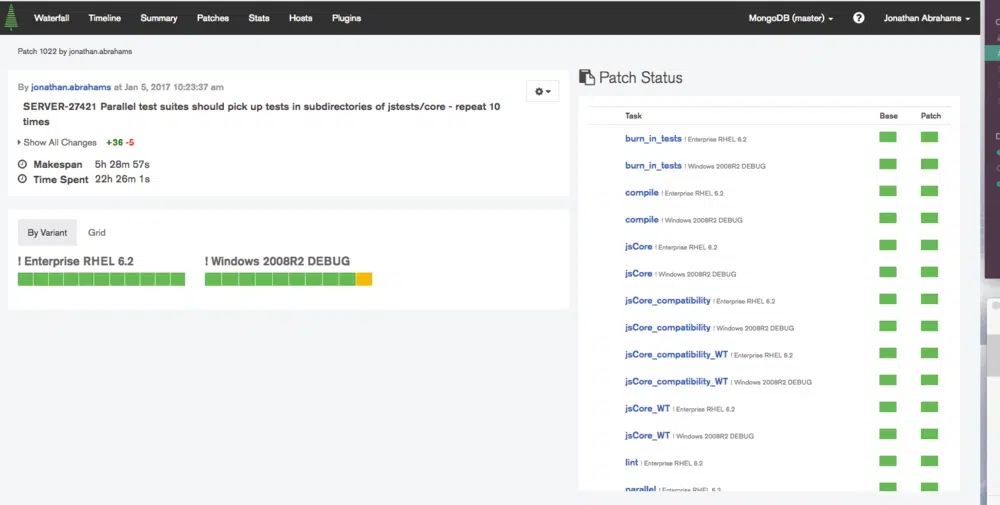 Waterfall Timeline Summary Patches Stats Hosts Plugins MongoDB (master) ? Jonathan Abrahams
Patch 1022 by jonathan.abrahams
By jonathan.abrahams at Jan 5, 2017 10:23:37 am
SERVER-27421 Parallel test suites should pick up tests in subdirectories of jstests/core - repeat 10
times
Show All Changes +36 -5
Makespan 5h 28m 57s
Time Spent 22h 26m 1s
By Variant Grid
! Enterprise RHEL 6.2 ! Windows 2008R2 DEBUG
Patch Status
Task Base Patch
burn_in_tests ! Enterprise RHEL 6.2
burn_in_tests ! Windows 2008R2 DEBUG
compile ! Enterprise RHEL 6.2
compile ! Windows 2008R2 DEBUG
jsCore ! Enterprise RHEL 6.2
jsCore ! Windows 2008R2 DEBUG
jsCore_compatibility ! Enterprise RHEL 6.2
jsCore_compatibility ! Windows 2008R2 DEBUG
jsCore_compatibility_WT ! Enterprise RHEL 6.2
jsCore_compatibility_WT ! Windows 2008R2 DEBUG
jsCore_WT ! Enterprise RHEL 6.2
jsCore_WT ! Windows 2008R2 DEBUG
lint ! Enterprise RHEL 6.2
parallel ! Enterprise RHEL 6.2